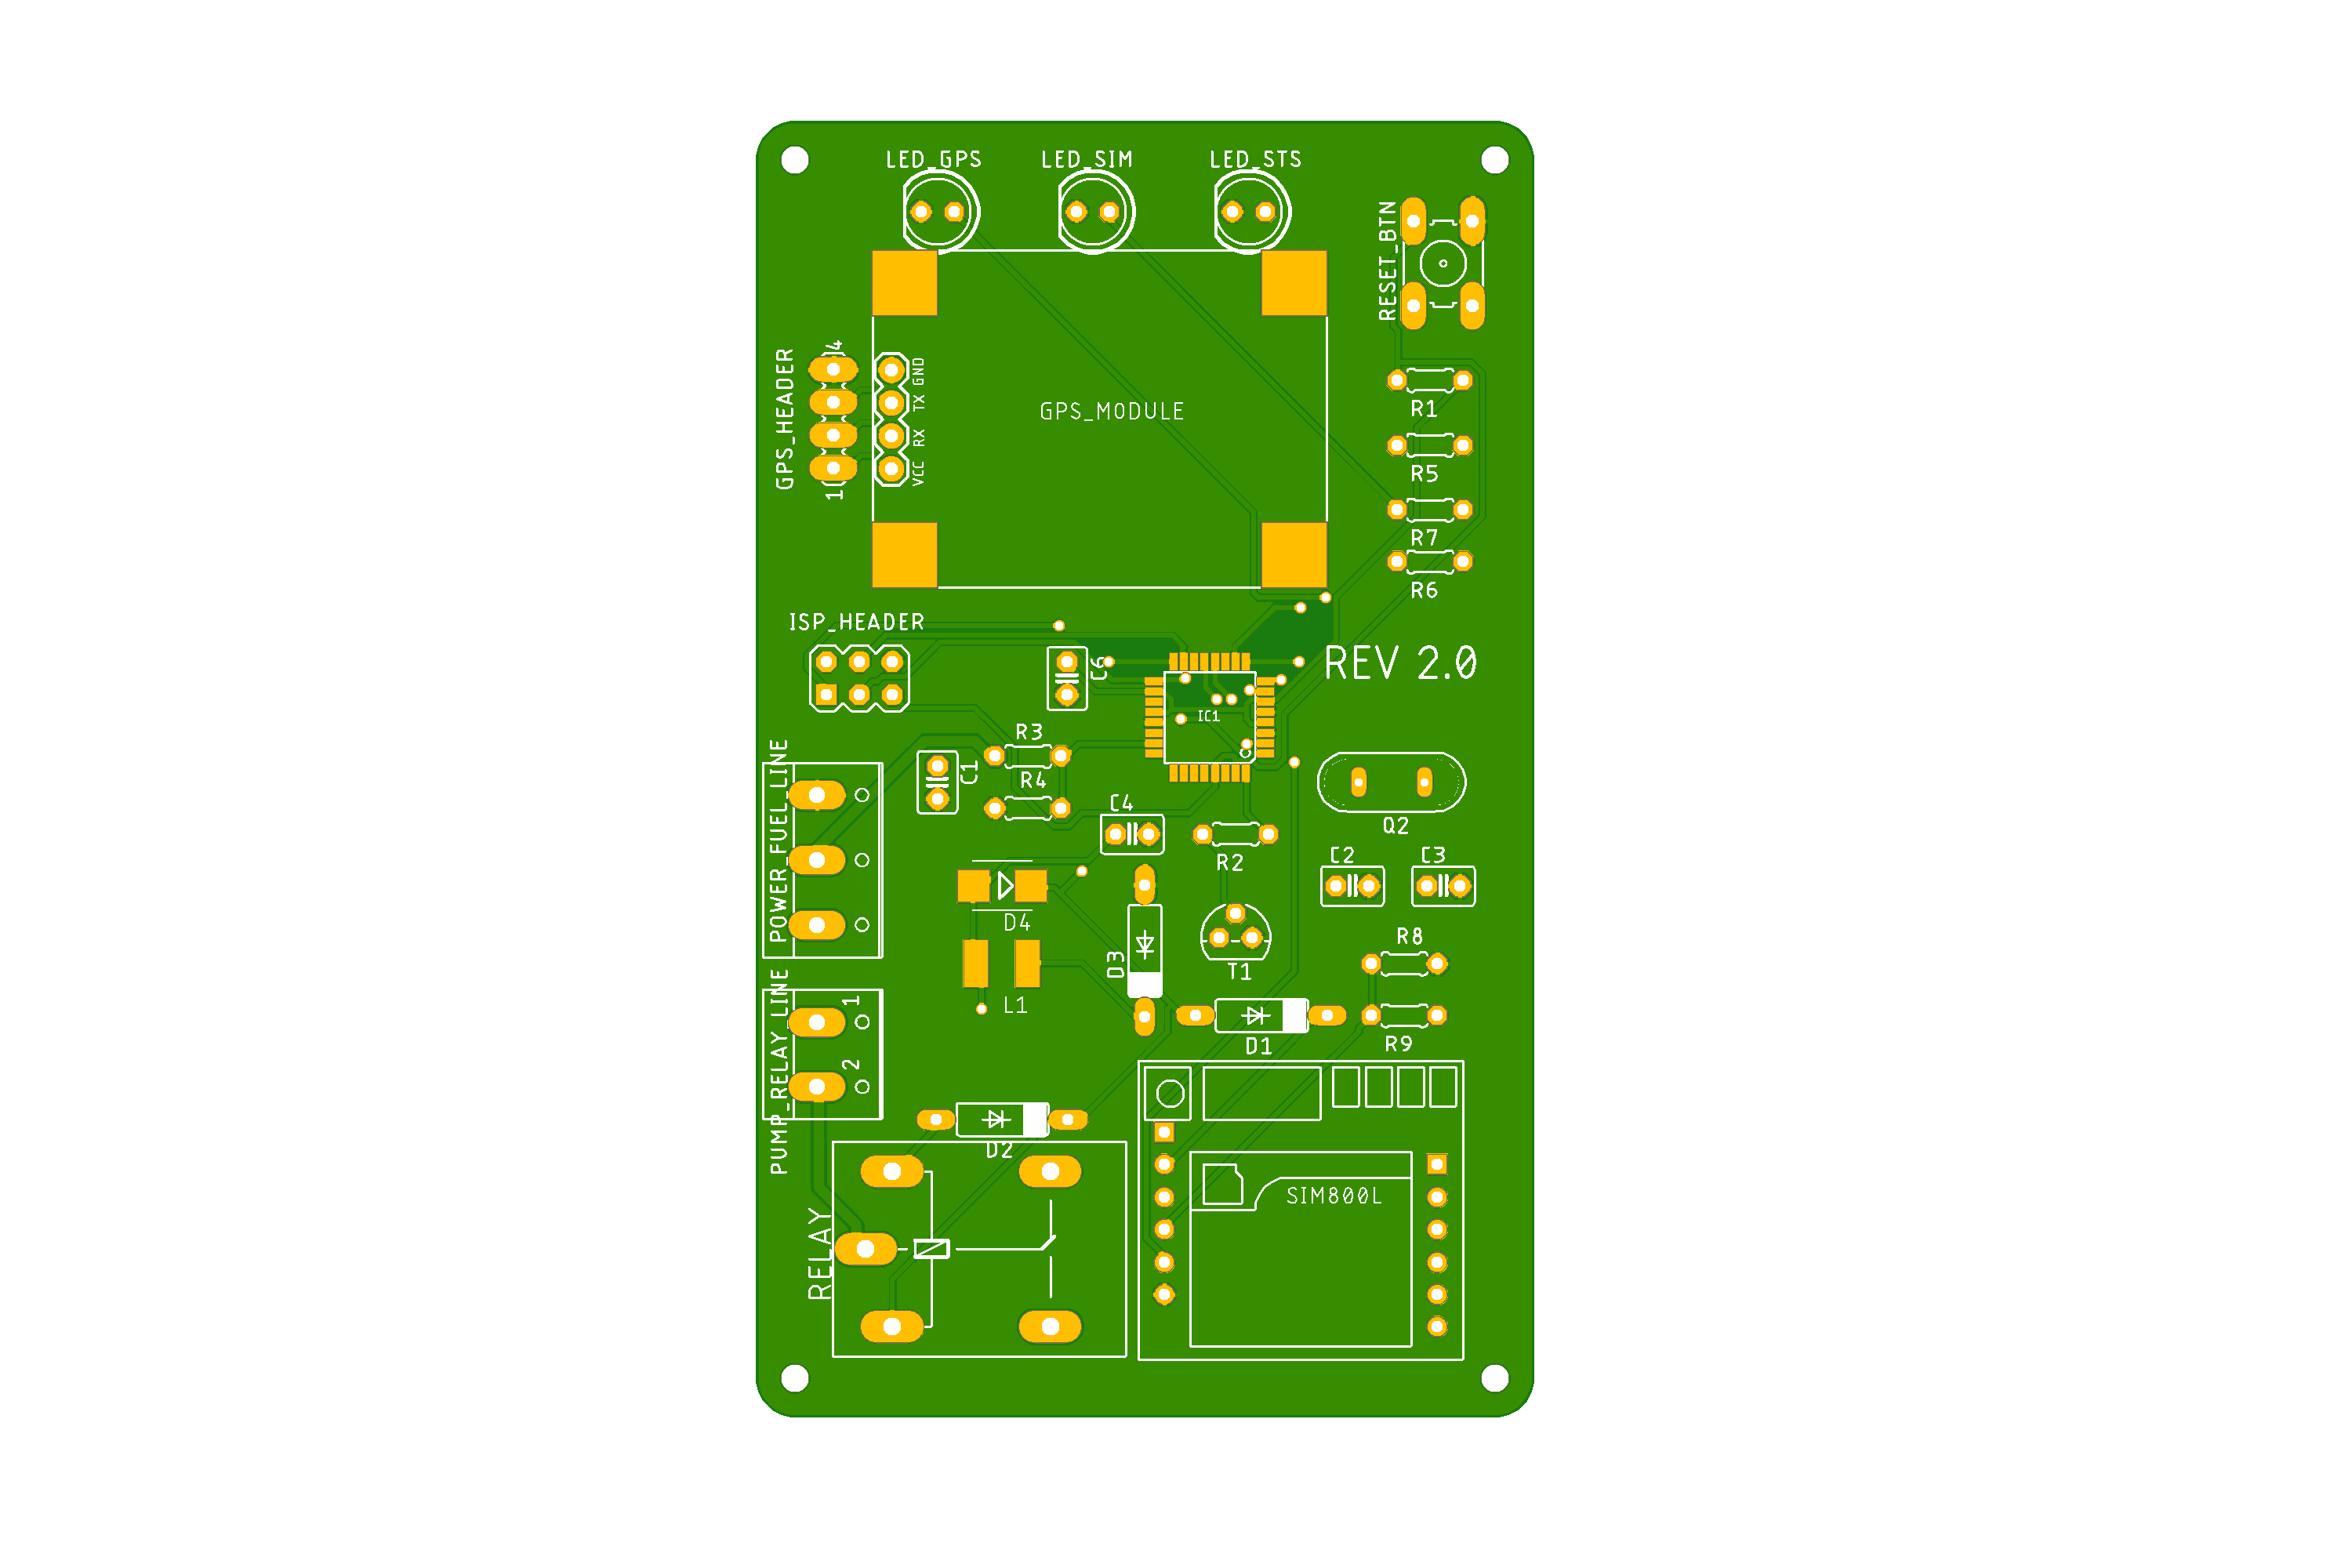 LED_GPS
LED_SIM
LED_STS
RESET_BTN
GPS_HEADER
4
1
GND
TX
RX
VCC
GPS_MODULE
R1
R5
R7
R6
ISP_HEADER
C6
REV 2.0
IC1
R3
R4
C1
C4
R2
Q2
C2
C3
POWER_FUEL_LINE
D4
L1
D3
T1
R8
R9
D1
PUMP_RELAY_LINE
1
2
D2
RELAY
SIM800L